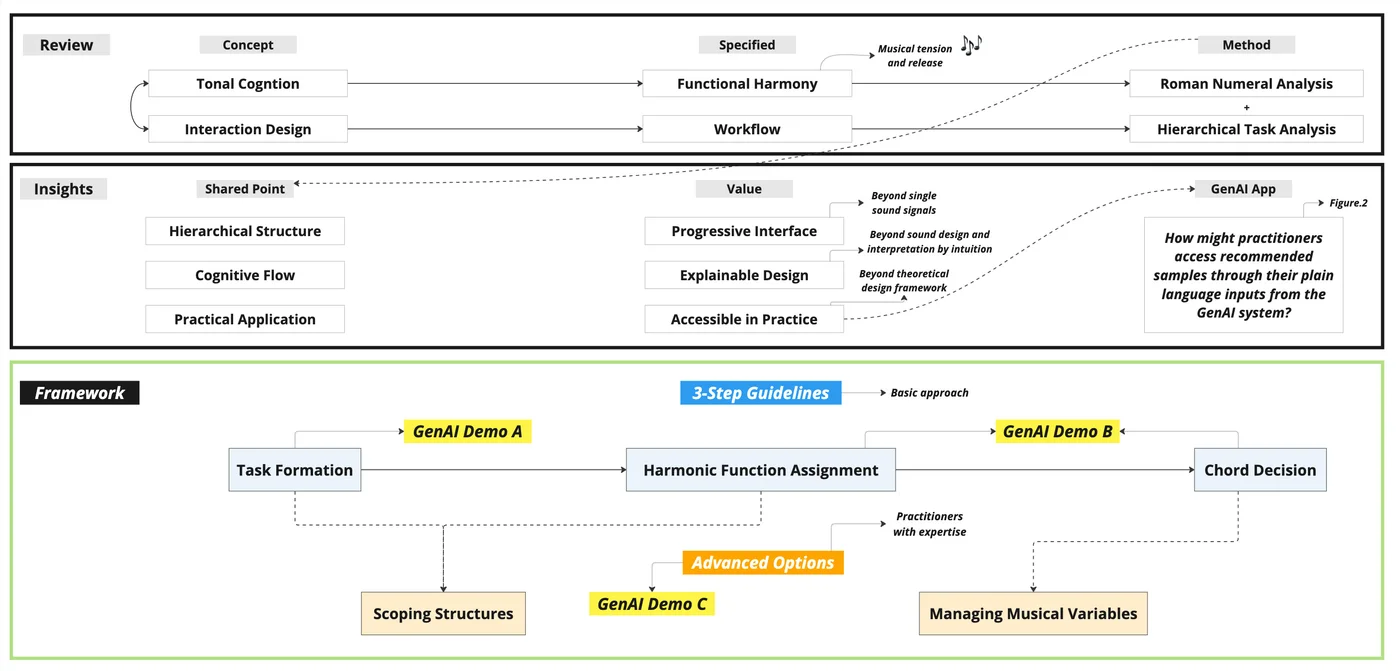 Review
Concept
Specified
Musical tension
and release
Method
Tonal Cogntion
Functional Harmony
Roman Numeral Analysis
+
Interaction Design
Workflow
Hierarchical Task Analysis
Insights
Shared Point
Value
Beyond single
sound signals
GenAI App
Figure.2
Hierarchical Structure
Progressive Interface
Beyond sound design and
interpretation by intuition
How might practitioners
access recommended
samples through their plain
language inputs from the
GenAI system?
Cognitive Flow
Explainable Design
Beyond theoretical
design framework
Practical Application
Accessible in Practice
Framework
3-Step Guidelines
Basic approach
GenAI Demo A
GenAI Demo B
Task Formation
Harmonic Function Assignment
Chord Decision
Practitioners
with expertise
Advanced Options
GenAI Demo C
Scoping Structures
Managing Musical Variables